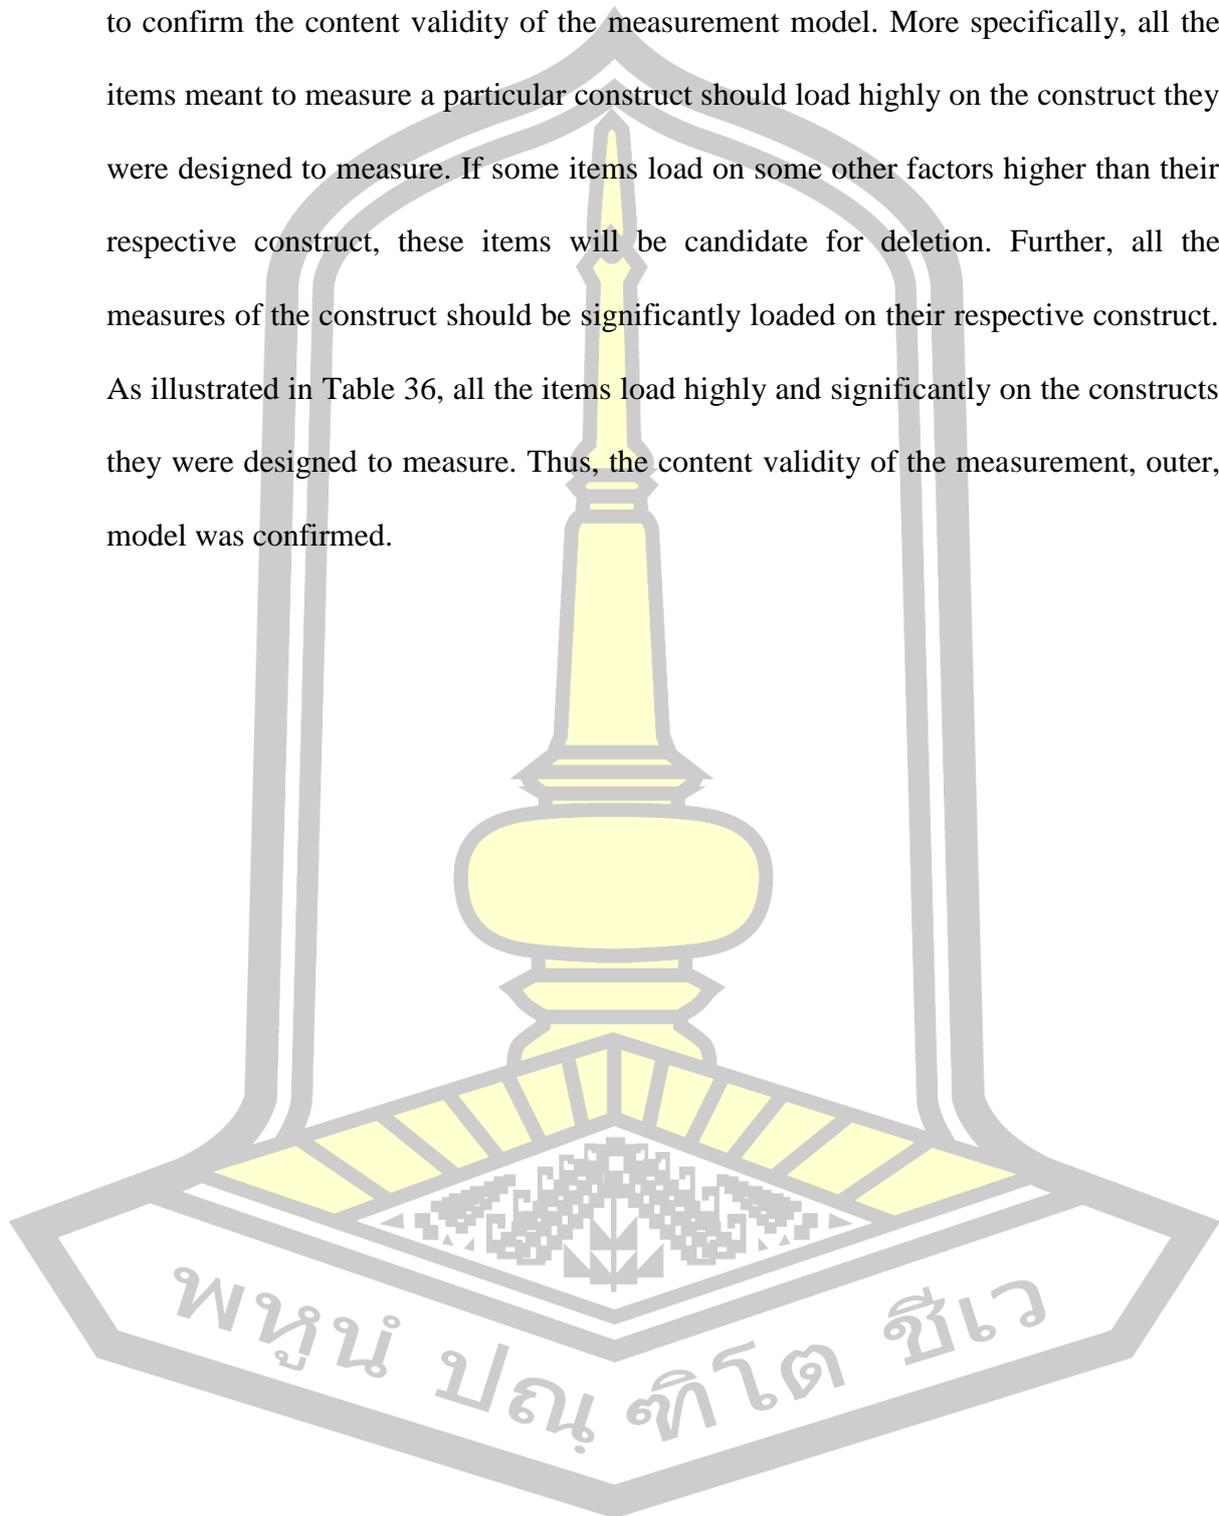 to confirm the content validity of the measurement model. More specifically, all the
items meant to measure a particular construct should load highly on the construct they
were designed to measure. If some items load on some other factors higher than their
respective construct, these items will be candidate for deletion. Further, all the
measures of the construct should be significantly loaded on their respective construct.
As illustrated in Table 36, all the items load highly and significantly on the constructs
they were designed to measure. Thus, the content validity of the measurement, outer,
model was confirmed.
พหูนํ ปณฺ ฑิโต ชีเว